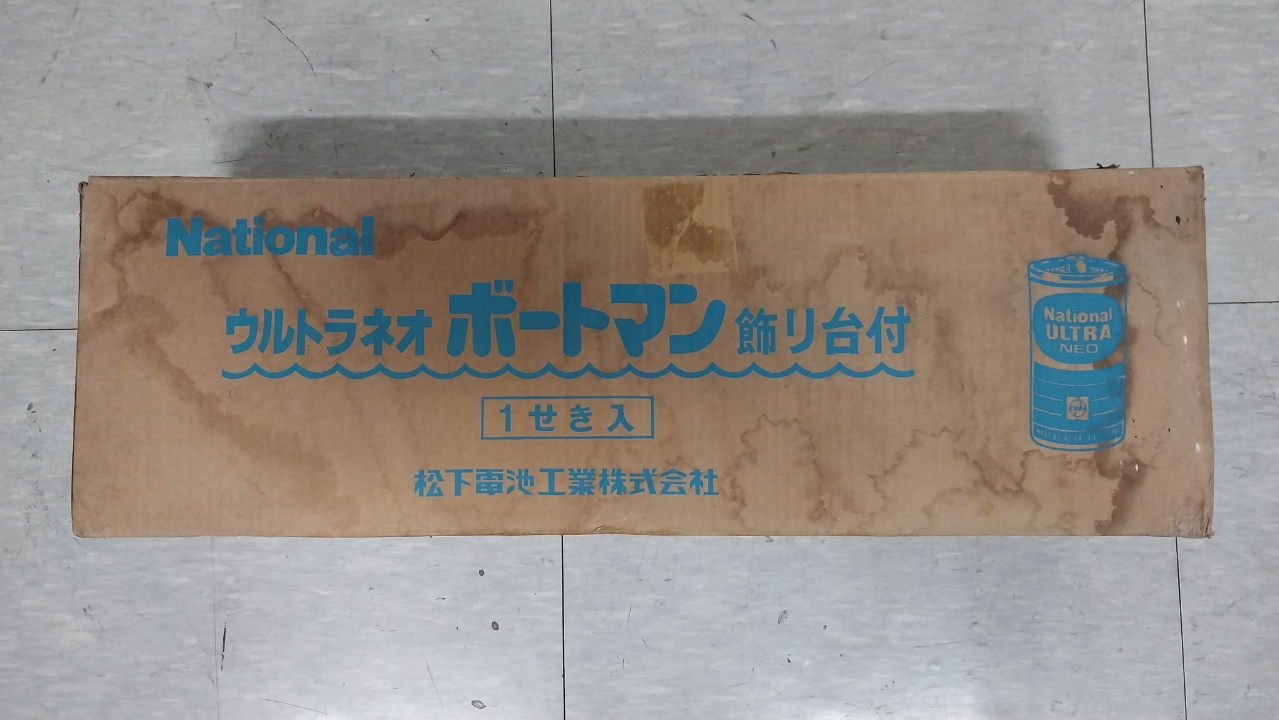 National
ウルトラネオ ボートマン 飾り台付
1せき入
松下電池工業株式会社
National
ULTRA
NEO